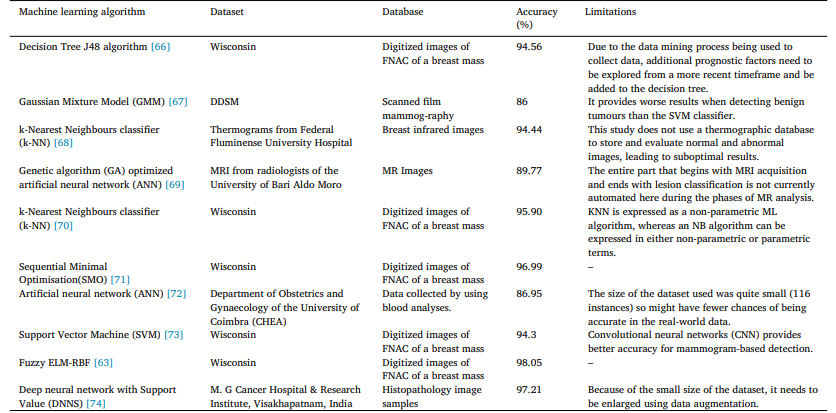 Machine learning algorithm Dataset Database Accuracy Limitations
(%)
Decision Tree J48 algorithm [66] Wisconsin Digitized images of 94.56 Due to the data mining process being used to
FNAC of a breast mass collect data, additional prognostic factors need to
be explored from a more recent timeframe and be
added to the decision tree.
Gaussian Mixture Model (GMM) [67] DDSM Scanned film 86 It provides worse results when detecting benign
mammog-raphy tumours than the SVM classifier.
k-Nearest Neighbours classifier Thermograms from Federal Breast infrared images 94.44 This study does not use a thermographic database
(k-NN) [68] Fluminense University Hospital to store and evaluate normal and abnormal
images, leading to suboptimal results.
Genetic algorithm (GA) optimized MRI from radiologists of the MR Images 89.77 The entire part that begins with MRI acquisition
artificial neural network (ANN) [69] University of Bari Aldo Moro and ends with lesion classification is not currently
automated here during the phases of MR analysis.
k-Nearest Neighbours classifier Wisconsin Digitized images of 95.90 KNN is expressed as a non-parametric ML
(k-NN) [70] FNAC of a breast mass algorithm, whereas an NB algorithm can be
expressed in either non-parametric or parametric
terms.
Sequential Minimal Wisconsin Digitized images of 96.99 –
Optimisation(SMO) [71] FNAC of a breast mass
Artificial neural network (ANN) [72] Department of Obstetrics and Data collected by using 86.95 The size of the dataset used was quite small (116
Gynaecology of the University of blood analyses. instances) so might have fewer chances of being
Coimbra (CHEA) accurate in the real-world data.
Support Vector Machine (SVM) [73] Wisconsin Digitized images of 94.3 Convolutional neural networks (CNN) provides
FNAC of a breast mass better accuracy for mammogram-based detection.
Fuzzy ELM-RBF [63] Wisconsin Digitized images of 98.05 –
FNAC of a breast mass
Deep neural network with Support M. G Cancer Hospital & Research Histopathology image 97.21 Because of the small size of the dataset, it needs to
Value (DNNS) [74] Institute, Visakhapatnam, India samples be enlarged using data augmentation.